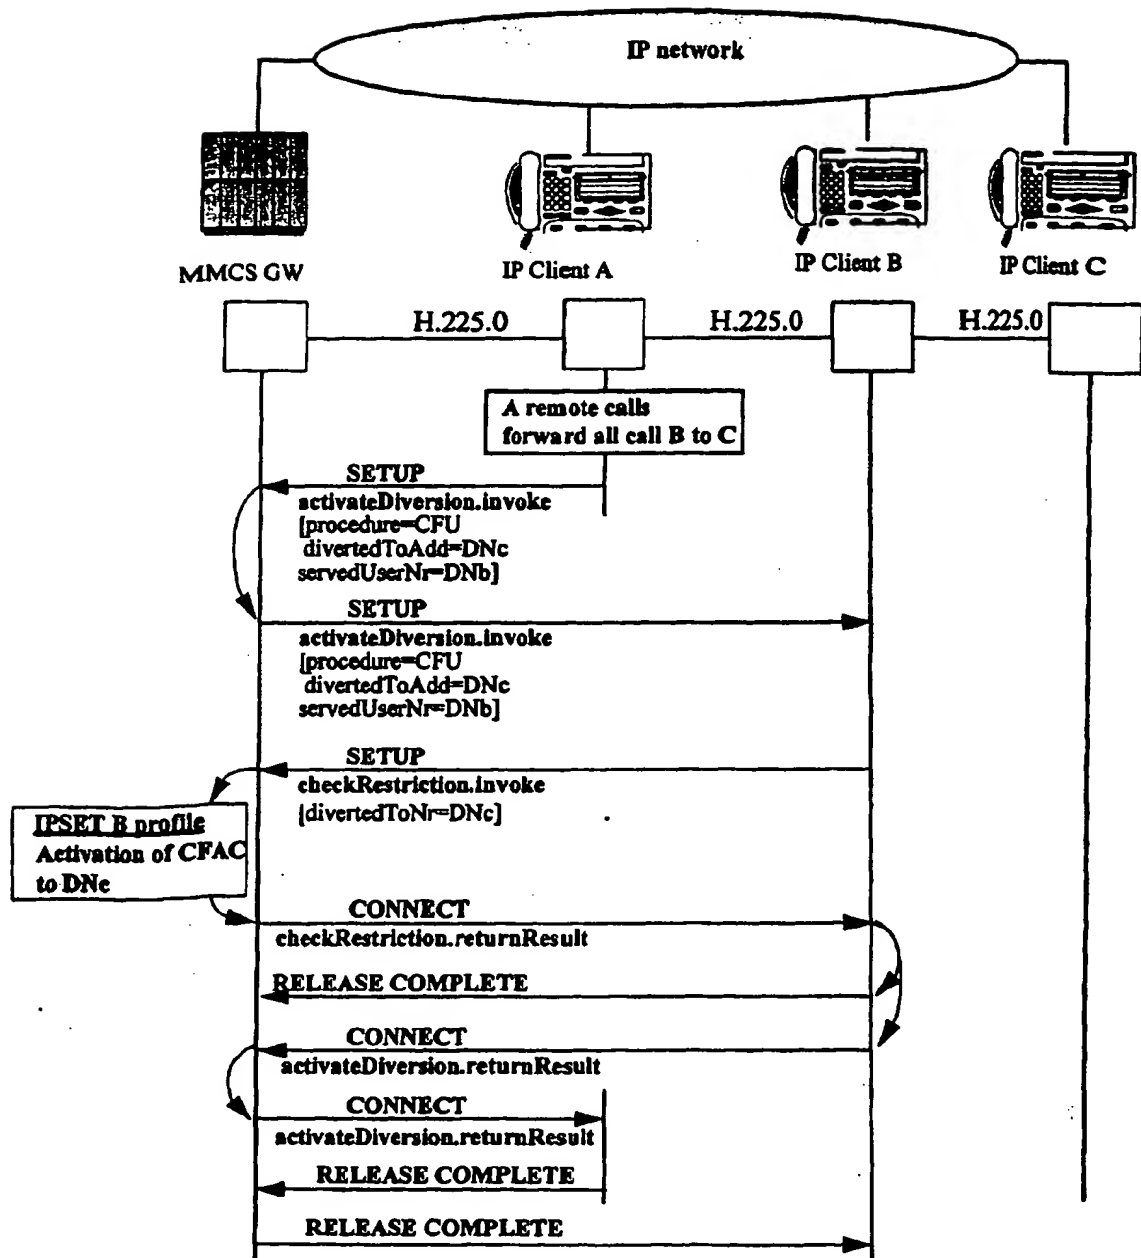 IP network
MMCS GW
IP Client A
IP Client B
IP Client C
H.225.0
H.225.0
H.225.0
A remote calls
forward all call B to C
SETUP
activateDiversion.invoke
[procedure=CFU
divertedToAdd=DNc
servedUserNr=DNb]
SETUP
activateDiversion.invoke
[procedure=CFU
divertedToAdd=DNc
servedUserNr=DNb]
SETUP
checkRestriction.invoke
[divertedToNr=DNc]
IPSET B profile
Activation of CFAC
to DNc
CONNECT
checkRestriction.returnResult
RELEASE COMPLETE
CONNECT
activateDiversion.returnResult
CONNECT
activateDiversion.returnResult
RELEASE COMPLETE
RELEASE COMPLETE